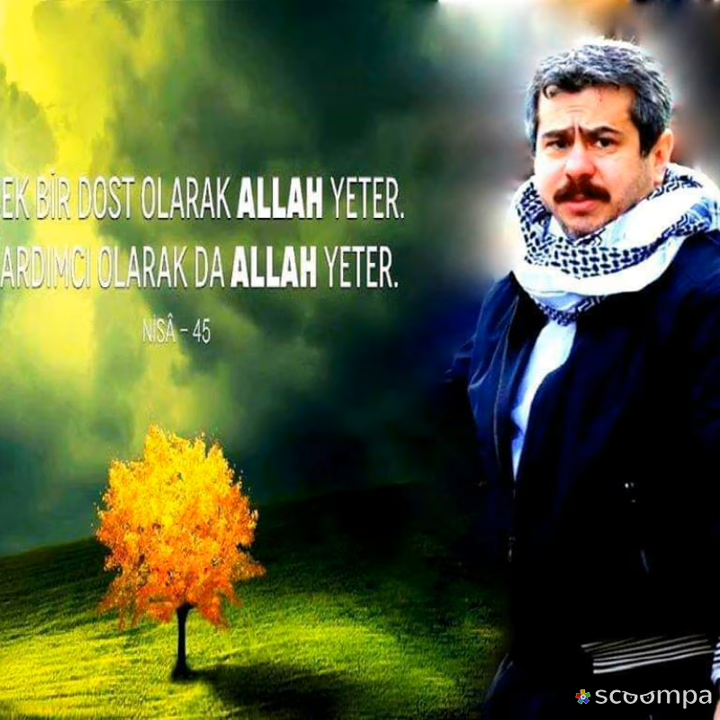 EK BİR DOST OLARAK ALLAH YETER.
ARDIMCI OLARAK DA ALLAH YETER.
NİSÂ - 45
scoompa